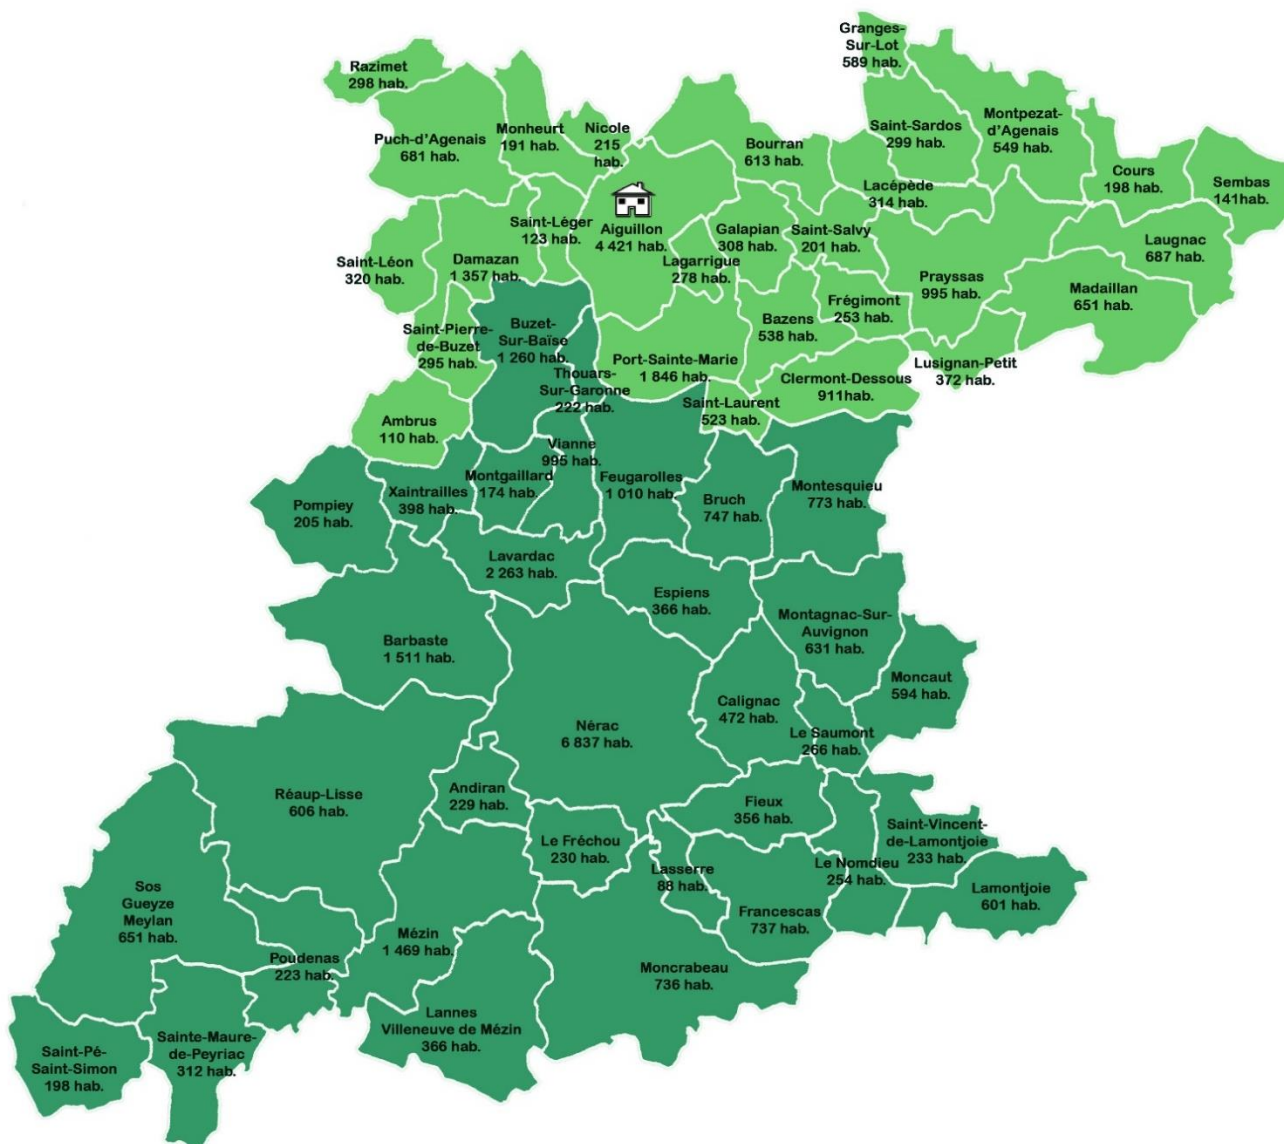 Granges-
Sur-Lot
589 hab.
Razimet
298 hab.
Puch-d'Agenais
681 hab.
Monheurt
191 hab.
Nicole
215
hab.
Bourran
613 hab.
Saint-Sardos
299 hab.
Montpezat-
d'Agenais
549 hab.
Cours
198 hab.
Sembas
141hab.
Lacépède
314 hab.
Saint-Léger
123 hab.
Aiguillon
4 421 hab.
Galapian
308 hab.
Saint-Salvy
201 hab.
Laugnac
687 hab.
Saint-Léon
320 hab.
Damazan
1 357 hab.
Lagarrigue
278 hab.
Prayssas
995 hab.
Madaillan
651 hab.
Frégimont
253 hab.
Bazens
538 hab.
Saint-Pierre-
de-Buzet
295 hab.
Buzet-
Sur-Baïse
1 260 hab.
Port-Sainte-Marie
1 846 hab.
Lusignan-Petit
372 hab.
Thouars-
Sur-Garonne
222 hab.
Clermont-Dessous
911hab.
Saint-Laurent
523 hab.
Ambrus
110 hab.
Vianne
995 hab.
Montgaillard
174 hab.
Feugarolles
1 010 hab.
Xaintrailles
398 hab.
Bruch
747 hab.
Montesquieu
773 hab.
Pompiey
205 hab.
Lavardac
2 263 hab.
Espiens
366 hab.
Montagnac-Sur-
Auvignon
631 hab.
Barbaste
1 511 hab.
Moncaut
594 hab.
Calignac
472 hab.
Nérac
6 837 hab.
Le Saumont
266 hab.
Réaup-Lisse
606 hab.
Andiran
229 hab.
Fieux
356 hab.
Saint-Vincent-
de-Lamontjoie
233 hab.
Le Fréchou
230 hab.
Lasserre
88 hab.
Le Nomdieu
254 hab.
Lamontjoie
601 hab.
Sos
Gueyze
Meylan
651 hab.
Francescas
737 hab.
Mézin
1 469 hab.
Poudenas
223 hab.
Moncrabeau
736 hab.
Lannes
Villeneuve de Mézin
366 hab.
Sainte-Maure-
de-Peyriac
312 hab.
Saint-Pé-
Saint-Simon
198 hab.